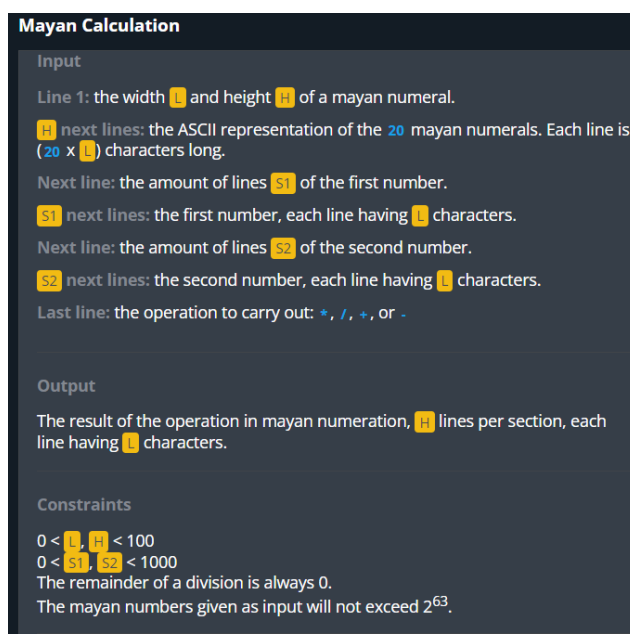 Mayan Calculation
Input
Line 1: the width L and height H of a mayan numeral.
H next lines: the ASCII representation of the 20 mayan numerals. Each line is
(20 x L) characters long.
Next line: the amount of lines S1 of the first number.
S1 next lines: the first number, each line having L characters.
Next line: the amount of lines S2 of the second number.
S2 next lines: the second number, each line having L characters.
Last line: the operation to carry out: *, /, +, or -
Output
The result of the operation in mayan numeration, H lines per section, each
line having L characters.
Constraints
0 < L, H < 100
0 < S1, S2 < 1000
The remainder of a division is always 0.
The mayan numbers given as input will not exceed 2⁶³.